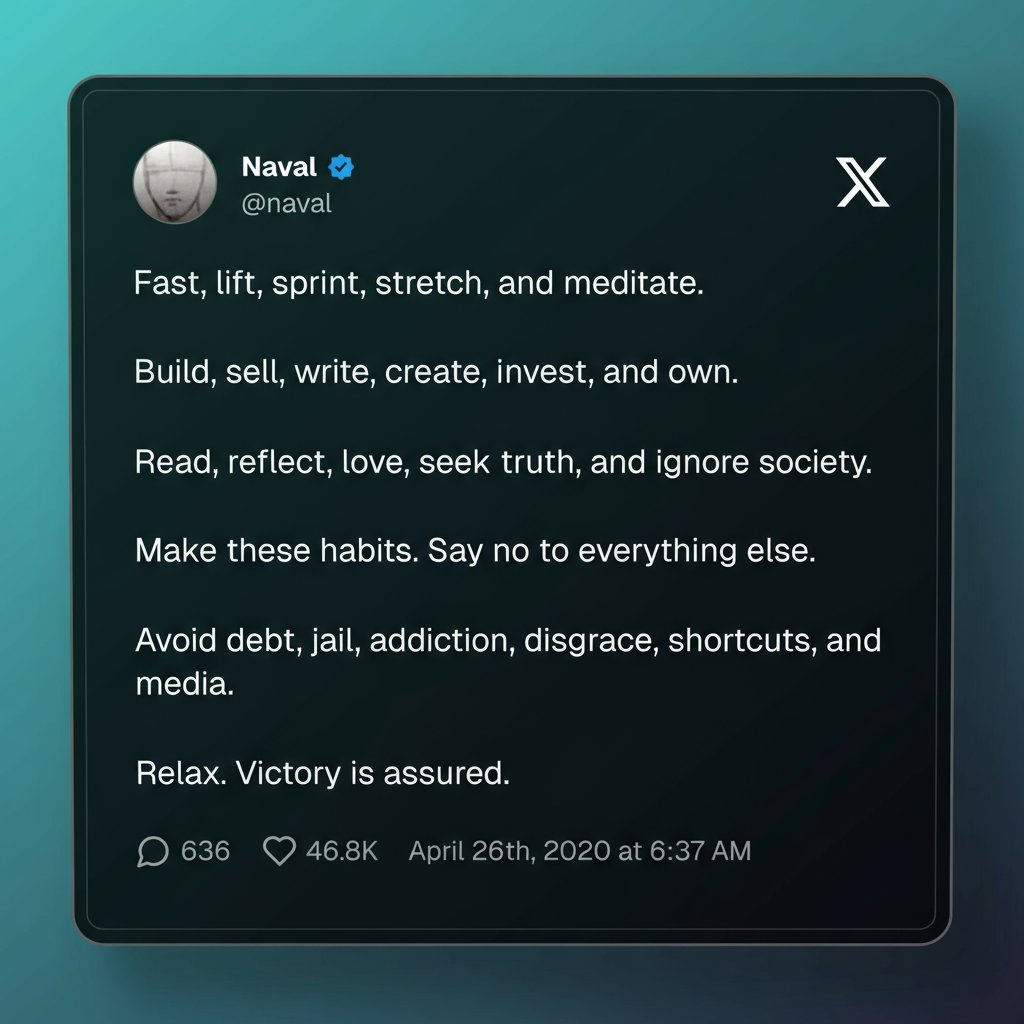 Naval
@naval
Fast, lift, sprint, stretch, and meditate.
Build, sell, write, create, invest, and own.
Read, reflect, love, seek truth, and ignore society.
Make these habits. Say no to everything else.
Avoid debt, jail, addiction, disgrace, shortcuts, and
media.
Relax. Victory is assured.
636 46.8K April 26th, 2020 at 6:37 AM